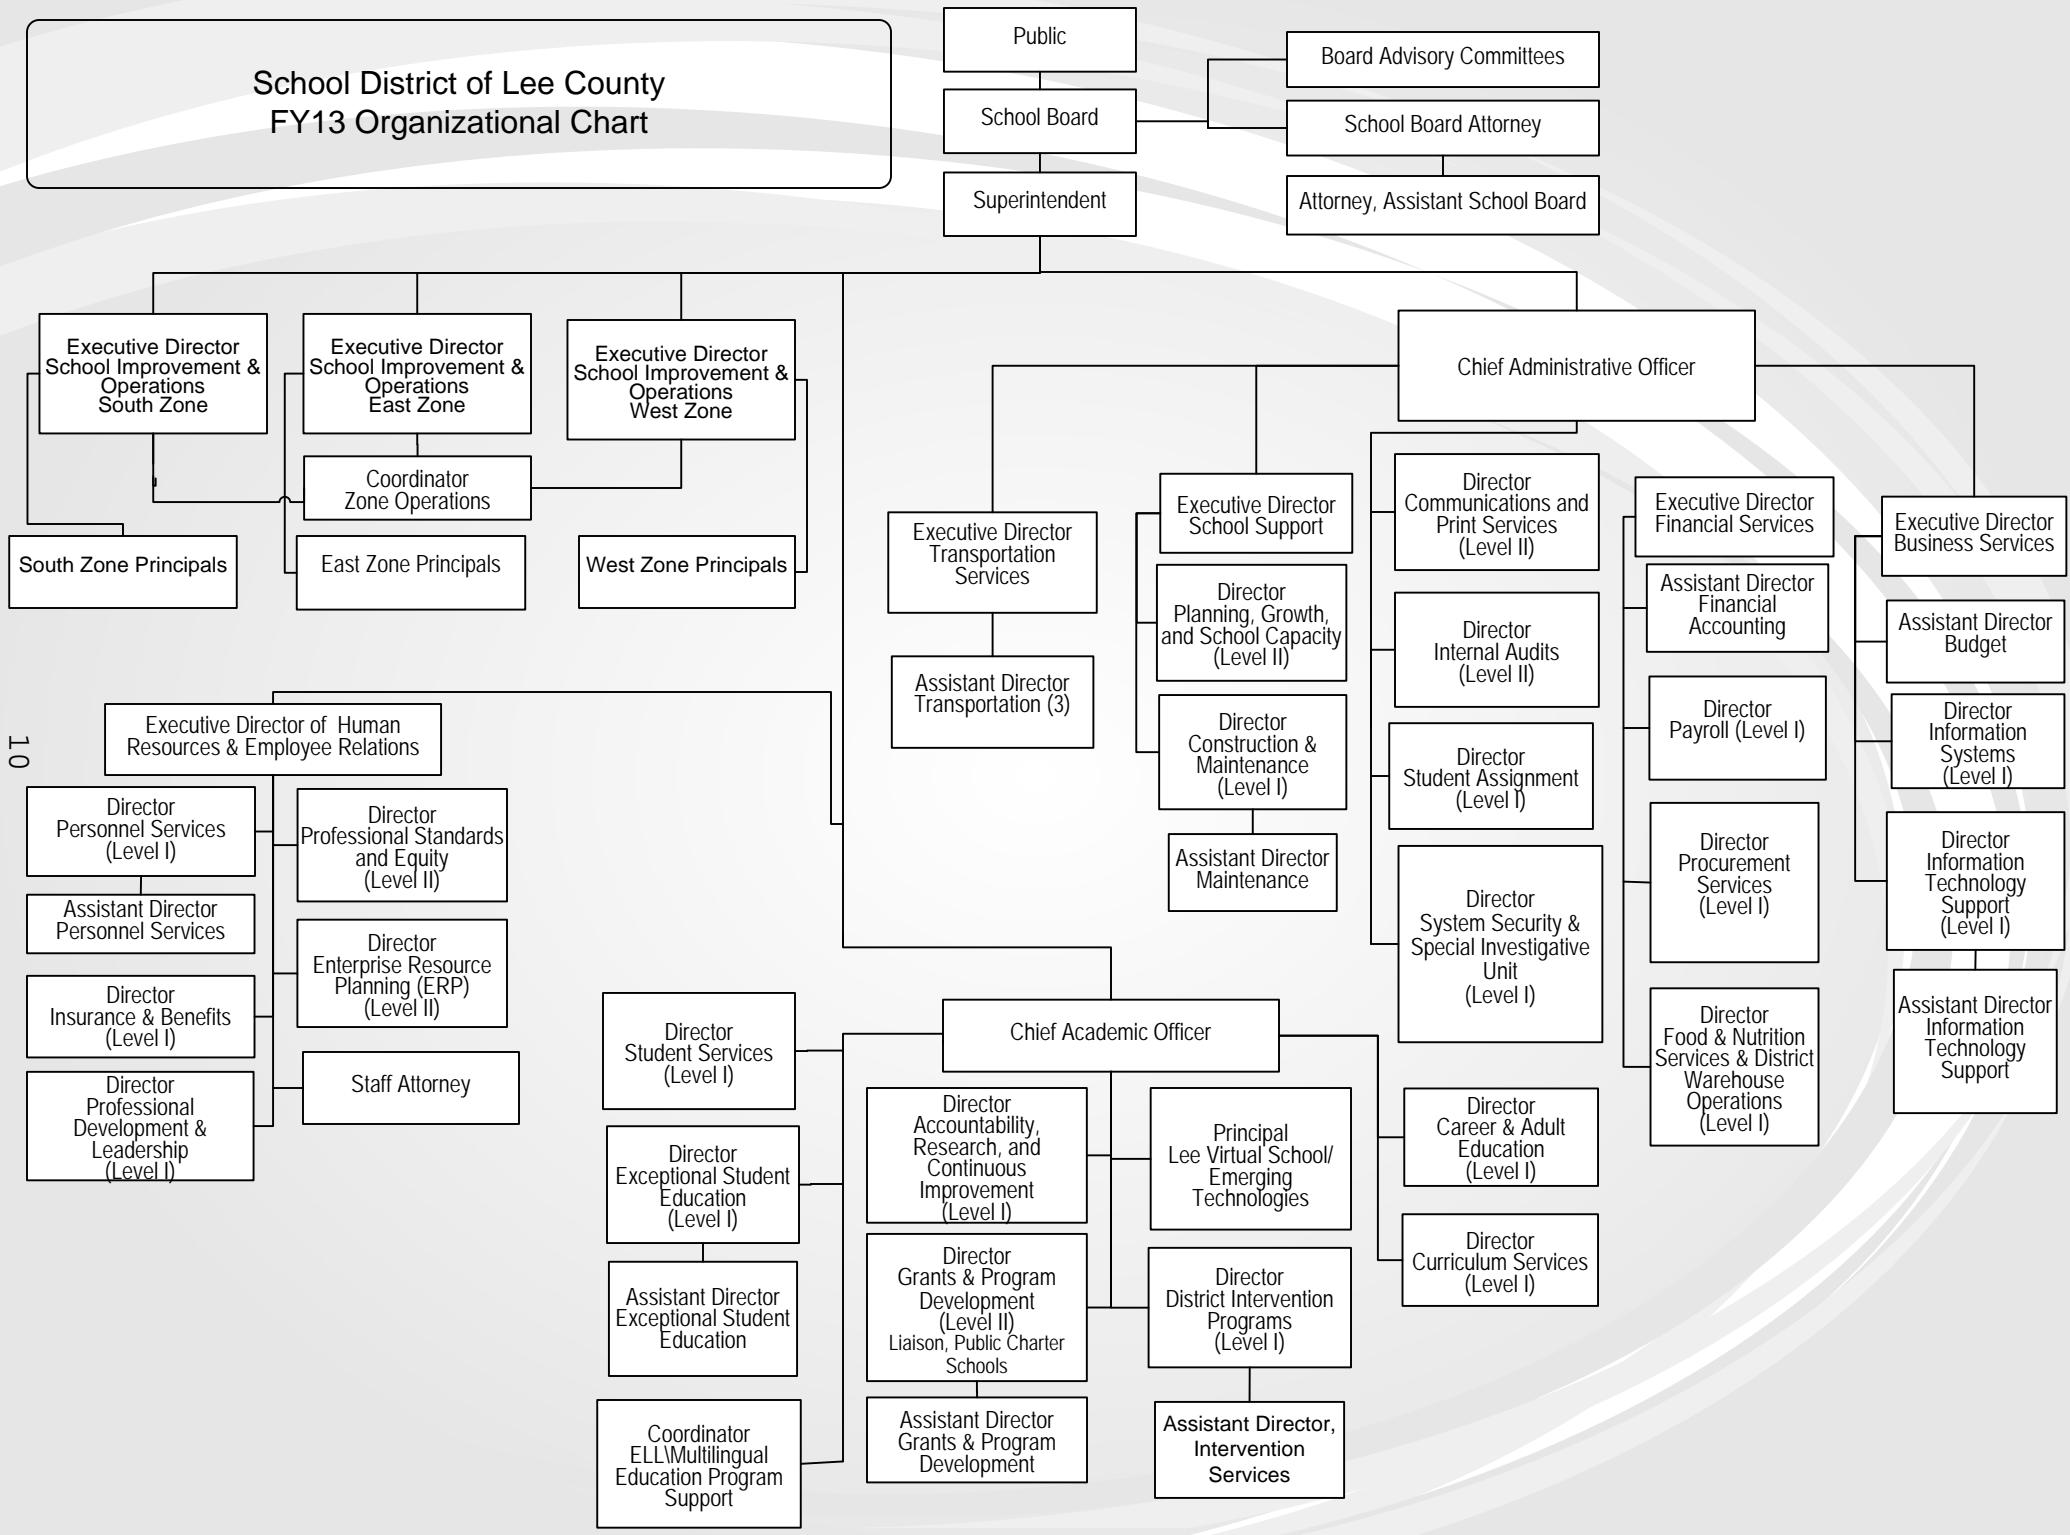 School District of Lee County
FY13 Organizational Chart
Public
School Board
Superintendent
Board Advisory Committees
School Board Attorney
Attorney, Assistant School Board
Executive Director
School Improvement &
Operations
South Zone
Executive Director
School Improvement &
Operations
East Zone
Executive Director
School Improvement &
Operations
West Zone
Coordinator
Zone Operations
South Zone Principals
East Zone Principals
West Zone Principals
Chief Administrative Officer
Executive Director
Transportation
Services
Assistant Director
Transportation (3)
Executive Director
School Support
Director
Planning, Growth,
and School Capacity
(Level II)
Director
Construction &
Maintenance
(Level I)
Assistant Director
Maintenance
Director
Communications and
Print Services
(Level II)
Director
Internal Audits
(Level II)
Director
Student Assignment
(Level I)
Director
System Security &
Special Investigative
Unit
(Level I)
Executive Director
Financial Services
Assistant Director
Financial
Accounting
Director
Payroll (Level I)
Director
Procurement
Services
(Level I)
Director
Food & Nutrition
Services & District
Warehouse
Operations
(Level I)
Executive Director
Business Services
Assistant Director
Budget
Director
Information
Systems
(Level I)
Director
Information
Technology
Support
(Level I)
Assistant Director
Information
Technology
Support
10
Executive Director of  Human
Resources & Employee Relations
Director
Personnel Services
(Level I)
Assistant Director
Personnel Services
Director
Insurance & Benefits
(Level I)
Director
Professional
Development &
Leadership
(Level I)
Director
Professional Standards
and Equity
(Level II)
Director
Enterprise Resource
Planning (ERP)
(Level II)
Staff Attorney
Chief Academic Officer
Director
Student Services
(Level I)
Director
Exceptional Student
Education
(Level I)
Assistant Director
Exceptional Student
Education
Coordinator
ELL\Multilingual
Education Program
Support
Director
Accountability,
Research, and
Continuous
Improvement
(Level I)
Director
Grants & Program
Development
(Level II)
Liaison, Public Charter
Schools
Assistant Director
Grants & Program
Development
Principal
Lee Virtual School/
Emerging
Technologies
Director
District Intervention
Programs
(Level I)
Assistant Director,
Intervention
Services
Director
Career & Adult
Education
(Level I)
Director
Curriculum Services
(Level I)